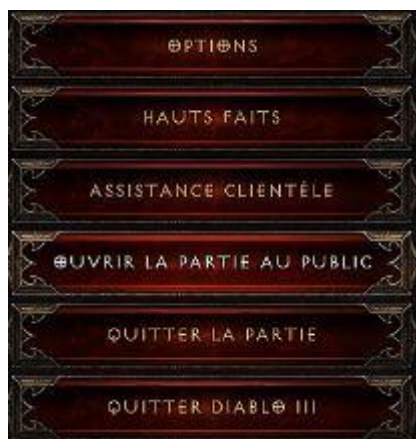 OPTIONS
HAUTS FAITS
ASSISTANCE CLIENTÈLE
OUVRIR LA PARTIE AU PUBLIC
QUITTER LA PARTIE
QUITTER DIABLO III